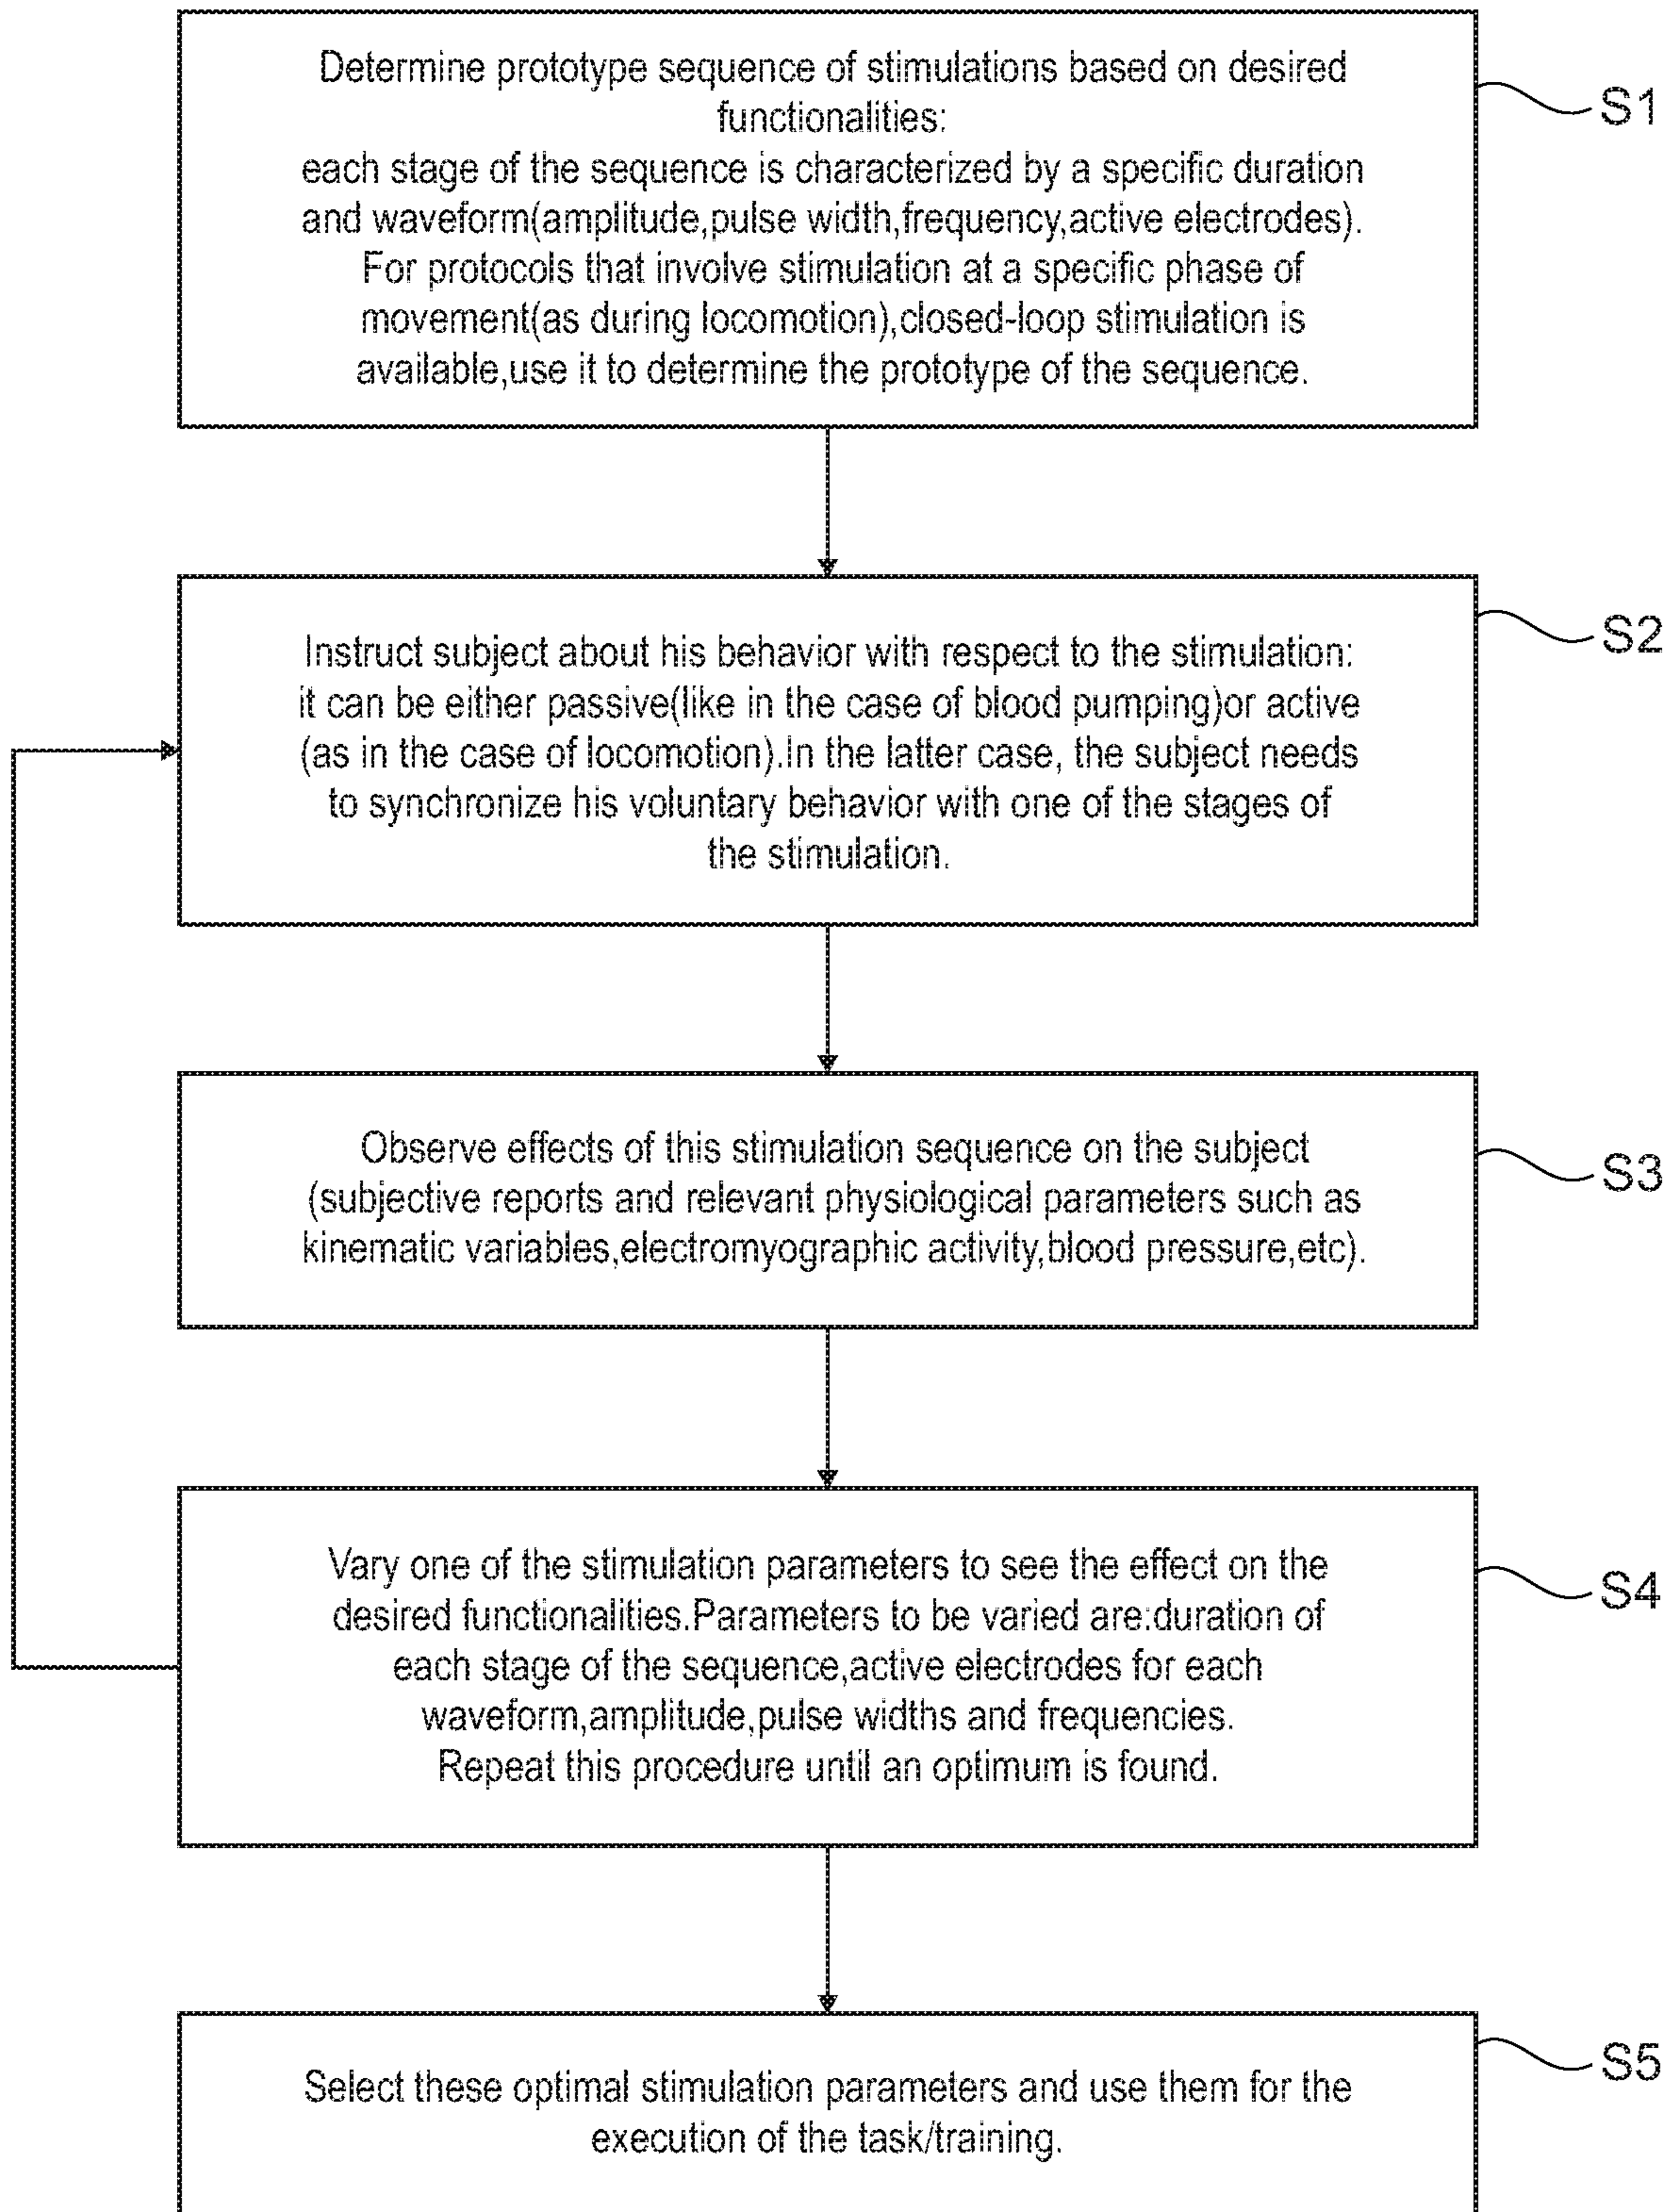 Determine prototype sequence of stimulations based on desired
functionalities:
each stage of the sequence is characterized by a specific duration
and waveform(amplitude,pulse width,frequency,active electrodes).
For protocols that involve stimulation at a specific phase of
movement(as during locomotion),closed-loop stimulation is
available,use it to determine the prototype of the sequence.
S1
Instruct subject about his behavior with respect to the stimulation:
it can be either passive(like in the case of blood pumping)or active
(as in the case of locomotion).In the latter case, the subject needs
to synchronize his voluntary behavior with one of the stages of
the stimulation.
S2
Observe effects of this stimulation sequence on the subject
(subjective reports and relevant physiological parameters such as
kinematic variables,electromyographic activity,blood pressure,etc).
S3
Vary one of the stimulation parameters to see the effect on the
desired functionalities.Parameters to be varied are:duration of
each stage of the sequence,active electrodes for each
waveform,amplitude,pulse widths and frequencies.
Repeat this procedure until an optimum is found.
S4
Select these optimal stimulation parameters and use them for the
execution of the task/training.
S5